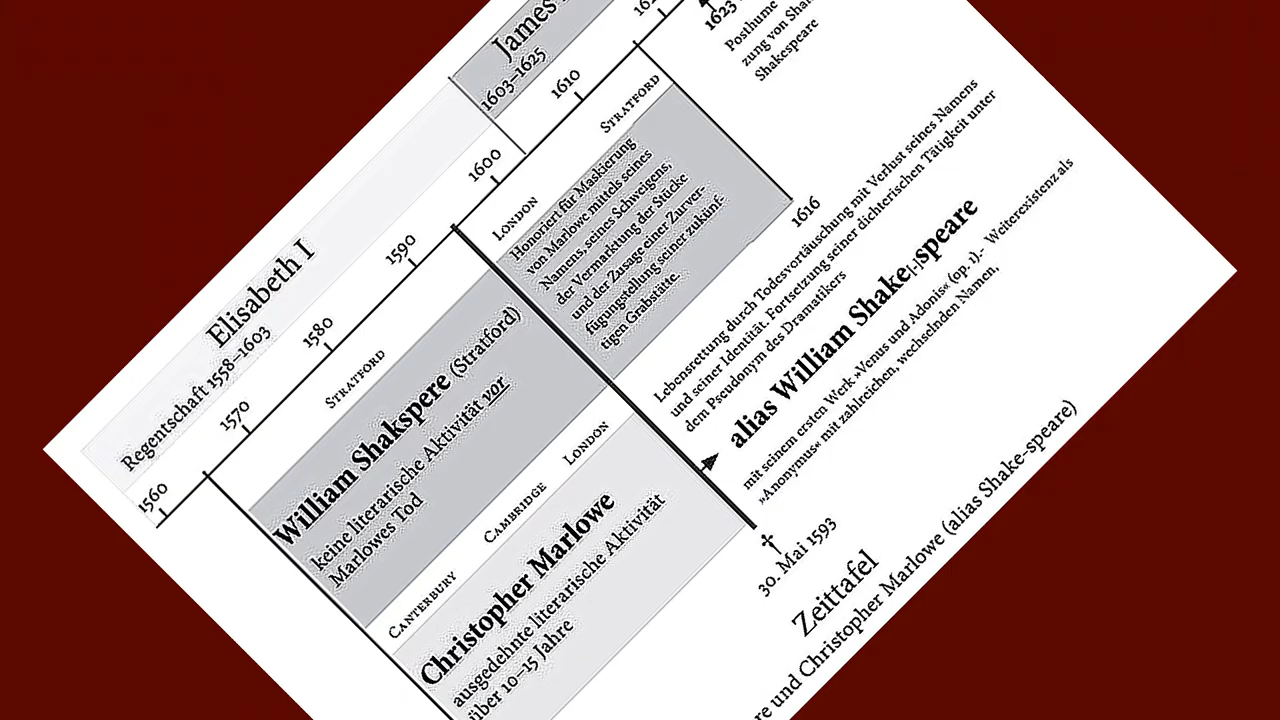 James
1603–1625
Elisabeth I
Regentschaft 1558–1603
1560
1570
1580
1590
1600
1610
1623
Posthume
zung von
Shakespeare
STRATFORD
LONDON
STRATFORD
William Shakspere (Stratford)
keine literarische Aktivität vor
Marlowes Tod
Honoriert für Maskierung
von Marlowe mittels seines
Namens, seines Schweigens,
der Vermarktung der Stücke
und der Zusage einer Zurver-
fügungstellung seiner zukünf-
tigen Grabstätte.
1616
CANTERBURY
CAMBRIDGE
LONDON
Christopher Marlowe
ausgedehnte literarische Aktivität
über 10–15 Jahre
Lebensrettung durch Todesvortäuschung mit Verlust seines Namens
und seiner Identität. Fortsetzung seiner dichterischen Tätigkeit unter
dem Pseudonym des Dramatikers
alias William Shake[-]speare
mit seinem ersten Werk »Venus und Adonis« (op. 1).- Weiterexistenz als
»Anonymus« mit zahlreichen, wechselnden Namen,
†
30. Mai 1593
Zeittafel
und Christopher Marlowe (alias Shake-speare)